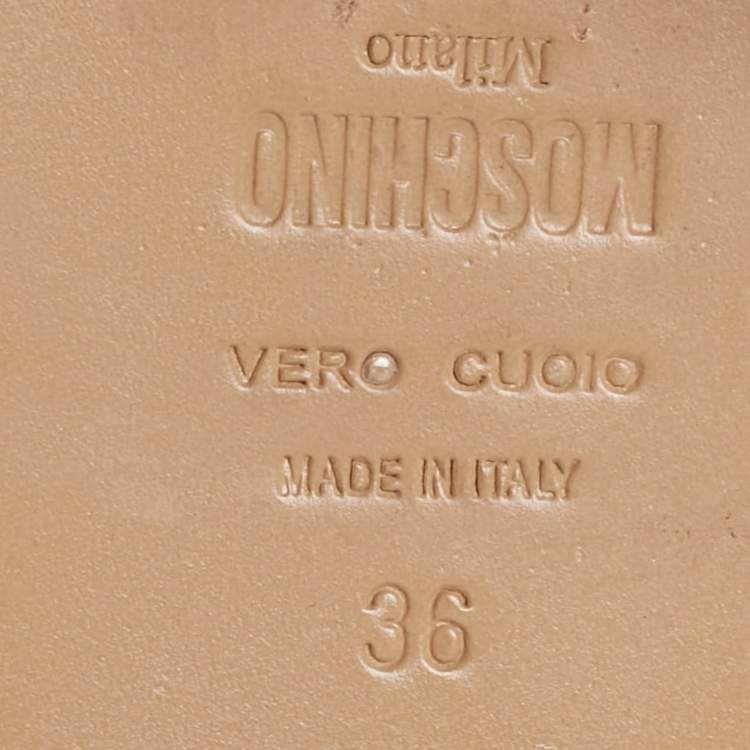 MOSCHINO
Milano
VERO CUOIO
MADE IN ITALY
36